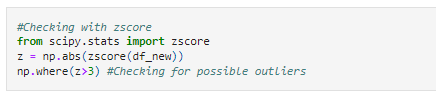 #Checking with zscore
from scipy.stats import zscore
z = np.abs(zscore(df_new))
np.where(z>3) #Checking for possible outliers